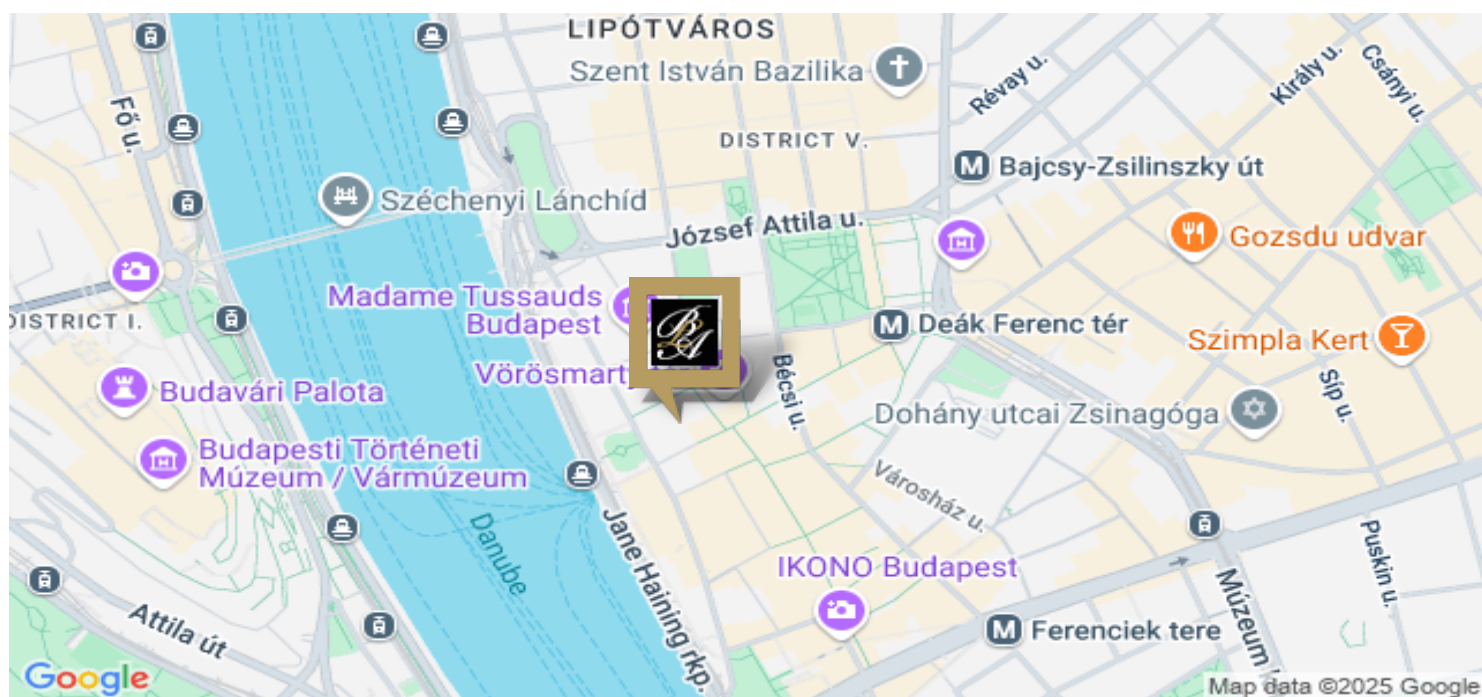 LIPÓTVÁROS
Szent István Bazilika
Révay u.
Király u.
Csányi u.
Fő u.
DISTRICT V.
M Bajcsy-Zsilinszky út
Széchenyi Lánchíd
József Attila u.
Gozsdu udvar
Madame Tussauds
Budapest
DISTRICT I.
M Deák Ferenc tér
Szimpla Kert
B&A
Bécsi u.
Síp u.
Budavári Palota
Dohány utcai Zsinagóga
Budapesti Történeti
Múzeum / Vármúzeum
Városház u.
Danube
Jane Haining rkp.
Puskin u.
IKONO Budapest
Múzeum
Attila út
M Ferenciek tere
Google
Map data ©2025 Google